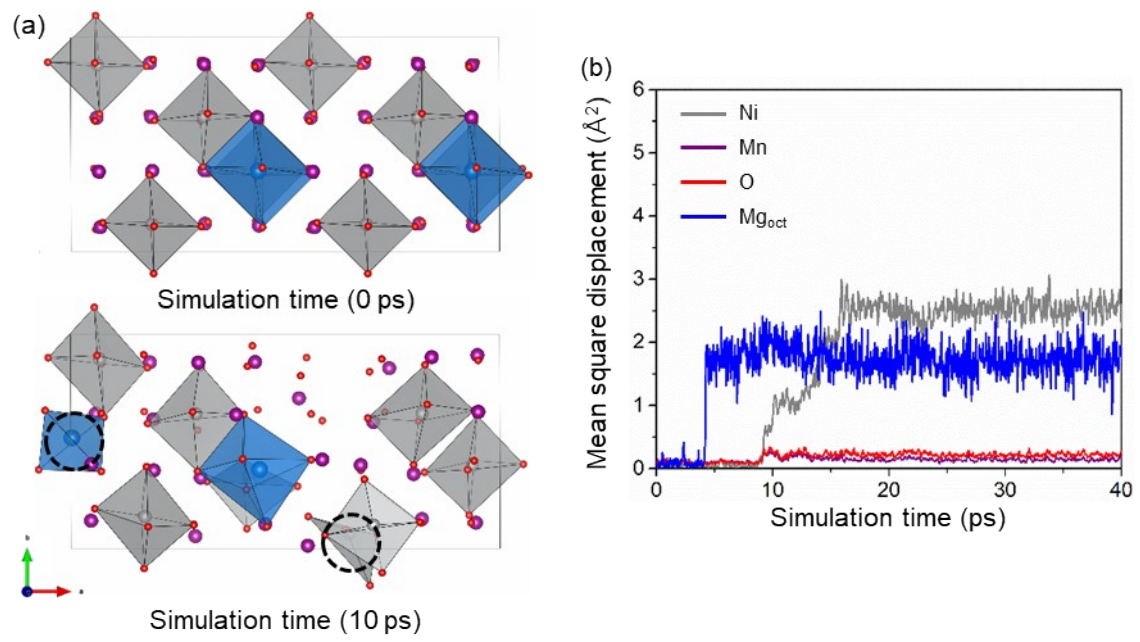 (a)
Simulation time (0 ps)
b
a
Simulation time (10 ps)
(b)
Mean square displacement (Å²)
6
5
4
3
2
1
0
Ni
Mn
O
Mgoct
0
10
20
30
40
Simulation time (ps)